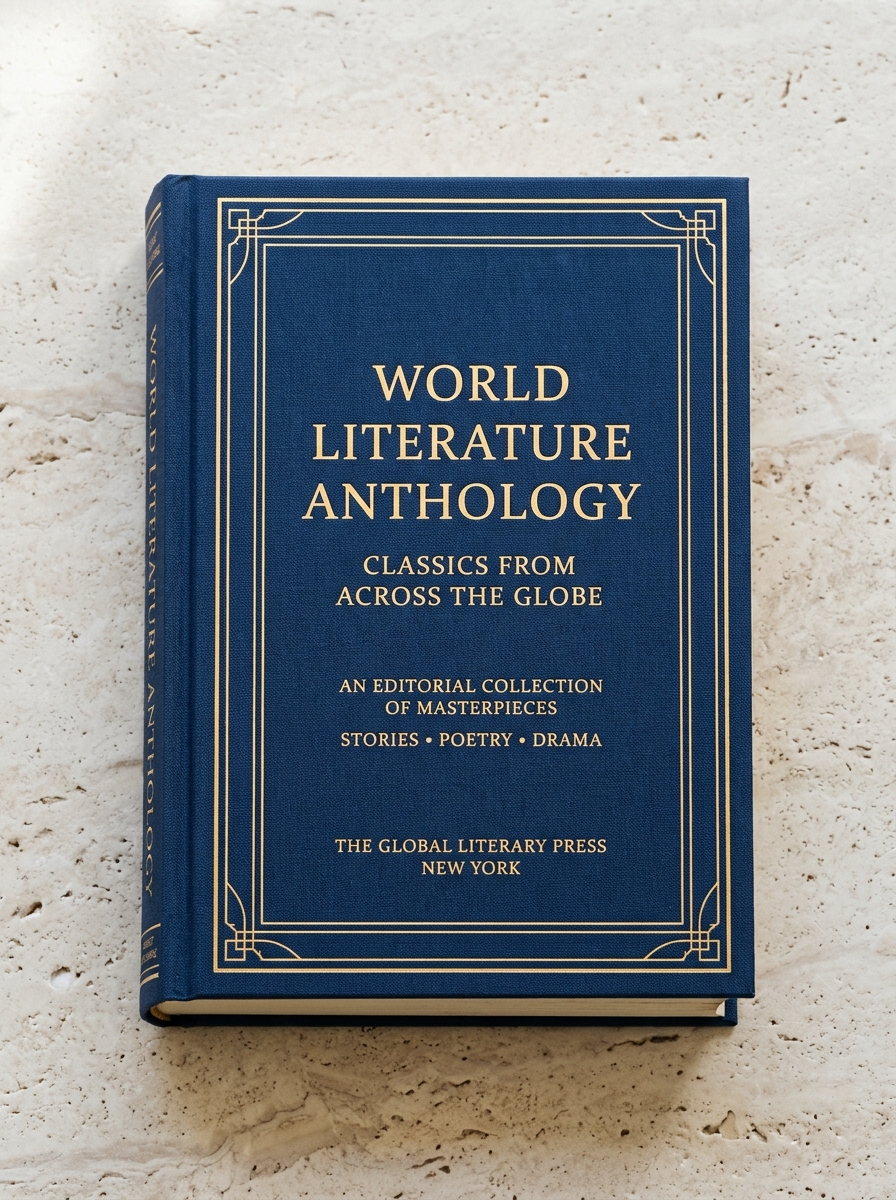 WORLD
LITERATURE
ANTHOLOGY
CLASSICS FROM
ACROSS THE GLOBE
AN EDITORIAL COLLECTION
OF MASTERPIECES
STORIES • POETRY • DRAMA
THE GLOBAL LITERARY PRESS
NEW YORK
WORLD LITERATURE ANTHOLOGY